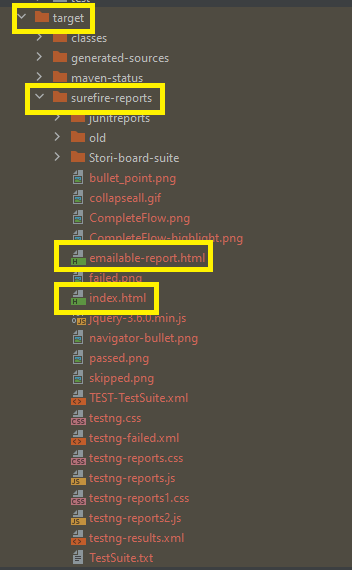 target
classes
generated-sources
maven-status
surefire-reports
junitreports
old
Stori-board-suite
bullet_point.png
collapseall.gif
CompleteFlow.png
CompleteFlow-highlight.png
emailable-report.html
failed.png
index.html
jquery-3.6.0.min.js
navigator-bullet.png
passed.png
skipped.png
TEST-TestSuite.xml
testng.css
testng-failed.xml
testng-reports.css
testng-reports.js
testng-reports1.css
testng-reports2.js
testng-results.xml
TestSuite.txt